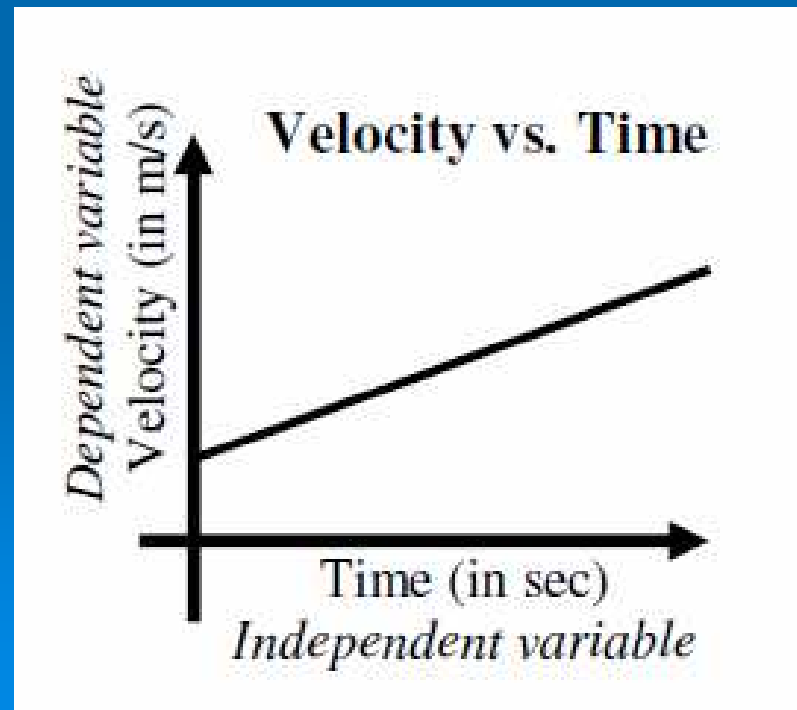 Velocity vs. Time
Dependent variable
Velocity (in m/s)
Time (in sec)
Independent variable